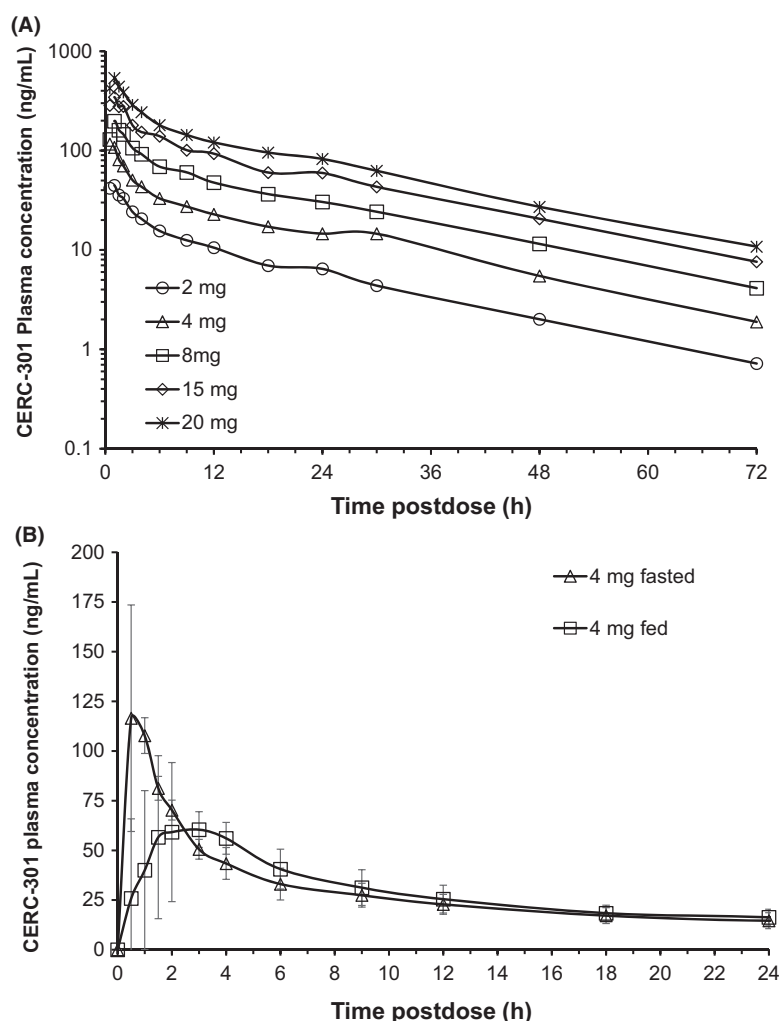 (A)
CERC-301 Plasma concentration (ng/mL)
1000
100
10
1
0.1
2 mg
4 mg
8mg
15 mg
20 mg
0 12 24 36 48 60 72
Time postdose (h)
(B)
CERC-301 plasma concentration (ng/mL)
200
175
150
125
100
75
50
25
0
4 mg fasted
4 mg fed
0 2 4 6 8 10 12 14 16 18 20 22 24
Time postdose (h)